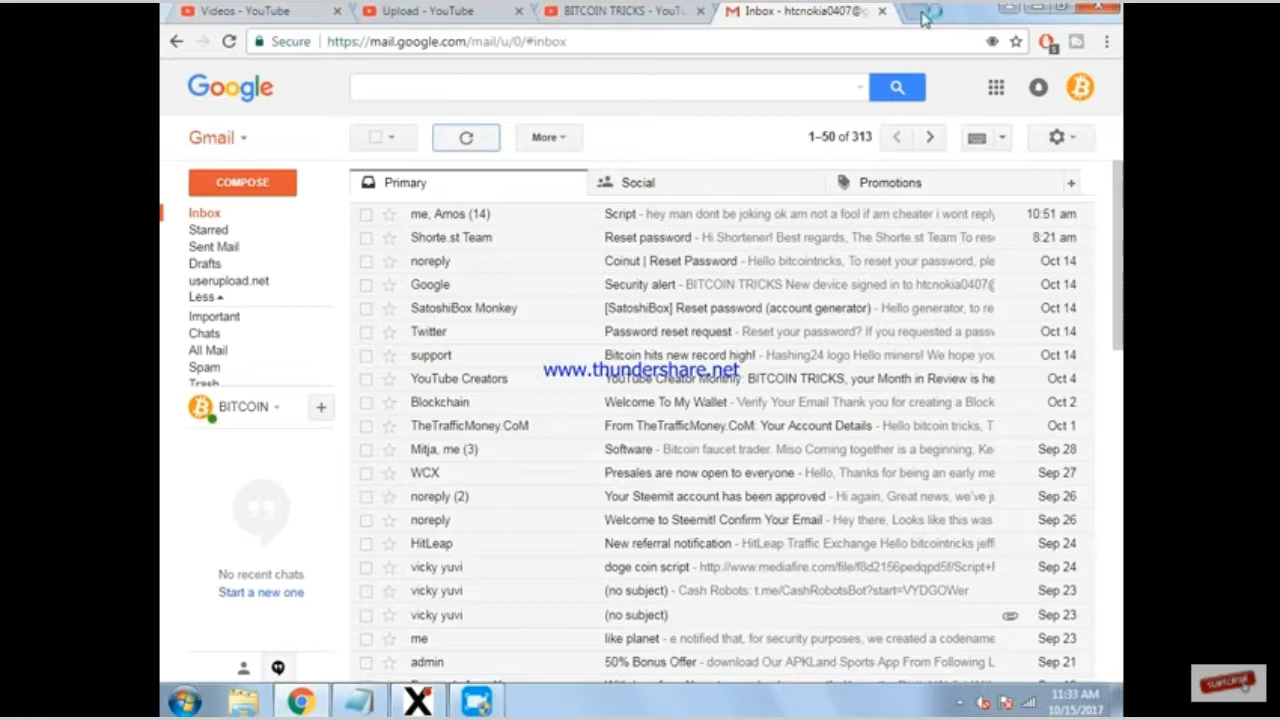 Videos - YouTube
Upload - YouTube
BITCOIN TRICKS - YouTu
Inbox - htcnokia0407@
Secure
https://mail.google.com/mail/u/0/#inbox
Google
Gmail
More
1–50 of 313
COMPOSE
Primary
Social
Promotions
Inbox
Starred
Sent Mail
Drafts
userupload.net
Less
Important
Chats
All Mail
Spam
Trash
BITCOIN
No recent chats
Start a new one
me, Amos (14) Script - hey man dont be joking ok am not a fool if am cheater i wont reply 10:51 am
Shorte.st Team Reset password - Hi Shortener! Best regards, The Shorte.st Team To rese 8:21 am
noreply Coinut | Reset Password - Hello bitcointricks, To reset your password, ple Oct 14
Google Security alert - BITCOIN TRICKS New device signed in to htcnokia0407@ Oct 14
SatoshiBox Monkey [SatoshiBox] Reset password (account generator) - Hello generator, to re Oct 14
Twitter Password reset request - Reset your password? If you requested a passv Oct 14
support Bitcoin hits new record high! - Hashing24 logo Hello miners! We hope you Oct 14
www.thundershare.net
YouTube Creators YouTube Creator Monthly: BITCOIN TRICKS, your Month in Review is he Oct 4
Blockchain Welcome To My Wallet - Verify Your Email Thank you for creating a Block Oct 2
TheTrafficMoney.CoM From TheTrafficMoney.CoM: Your Account Details - Hello bitcoin tricks, T Oct 1
Mitja, me (3) Software - Bitcoin faucet trader. Miso Coming together is a beginning, Ke Sep 28
WCX Presales are now open to everyone - Hello, Thanks for being an early me Sep 27
noreply (2) Your Steemit account has been approved - Hi again, Great news, we've j Sep 26
noreply Welcome to Steemit! Confirm Your Email - Hey there, Looks like this was Sep 26
HitLeap New referral notification - HitLeap Traffic Exchange Hello bitcointricks jeffl Sep 24
vicky yuvi doge coin script - http://www.mediafire.com/file/f8d2156pedqpd5f/Script+ Sep 24
vicky yuvi (no subject) - Cash Robots: t.me/CashRobotsBot?start=VYDGOWer Sep 23
vicky yuvi (no subject) Sep 23
me like planet - e notified that, for security purposes, we created a codename Sep 23
admin 50% Bonus Offer - download Our APKLand Sports App From Following L Sep 21
11:33 AM
10/15/2017
SUBSCRIBE